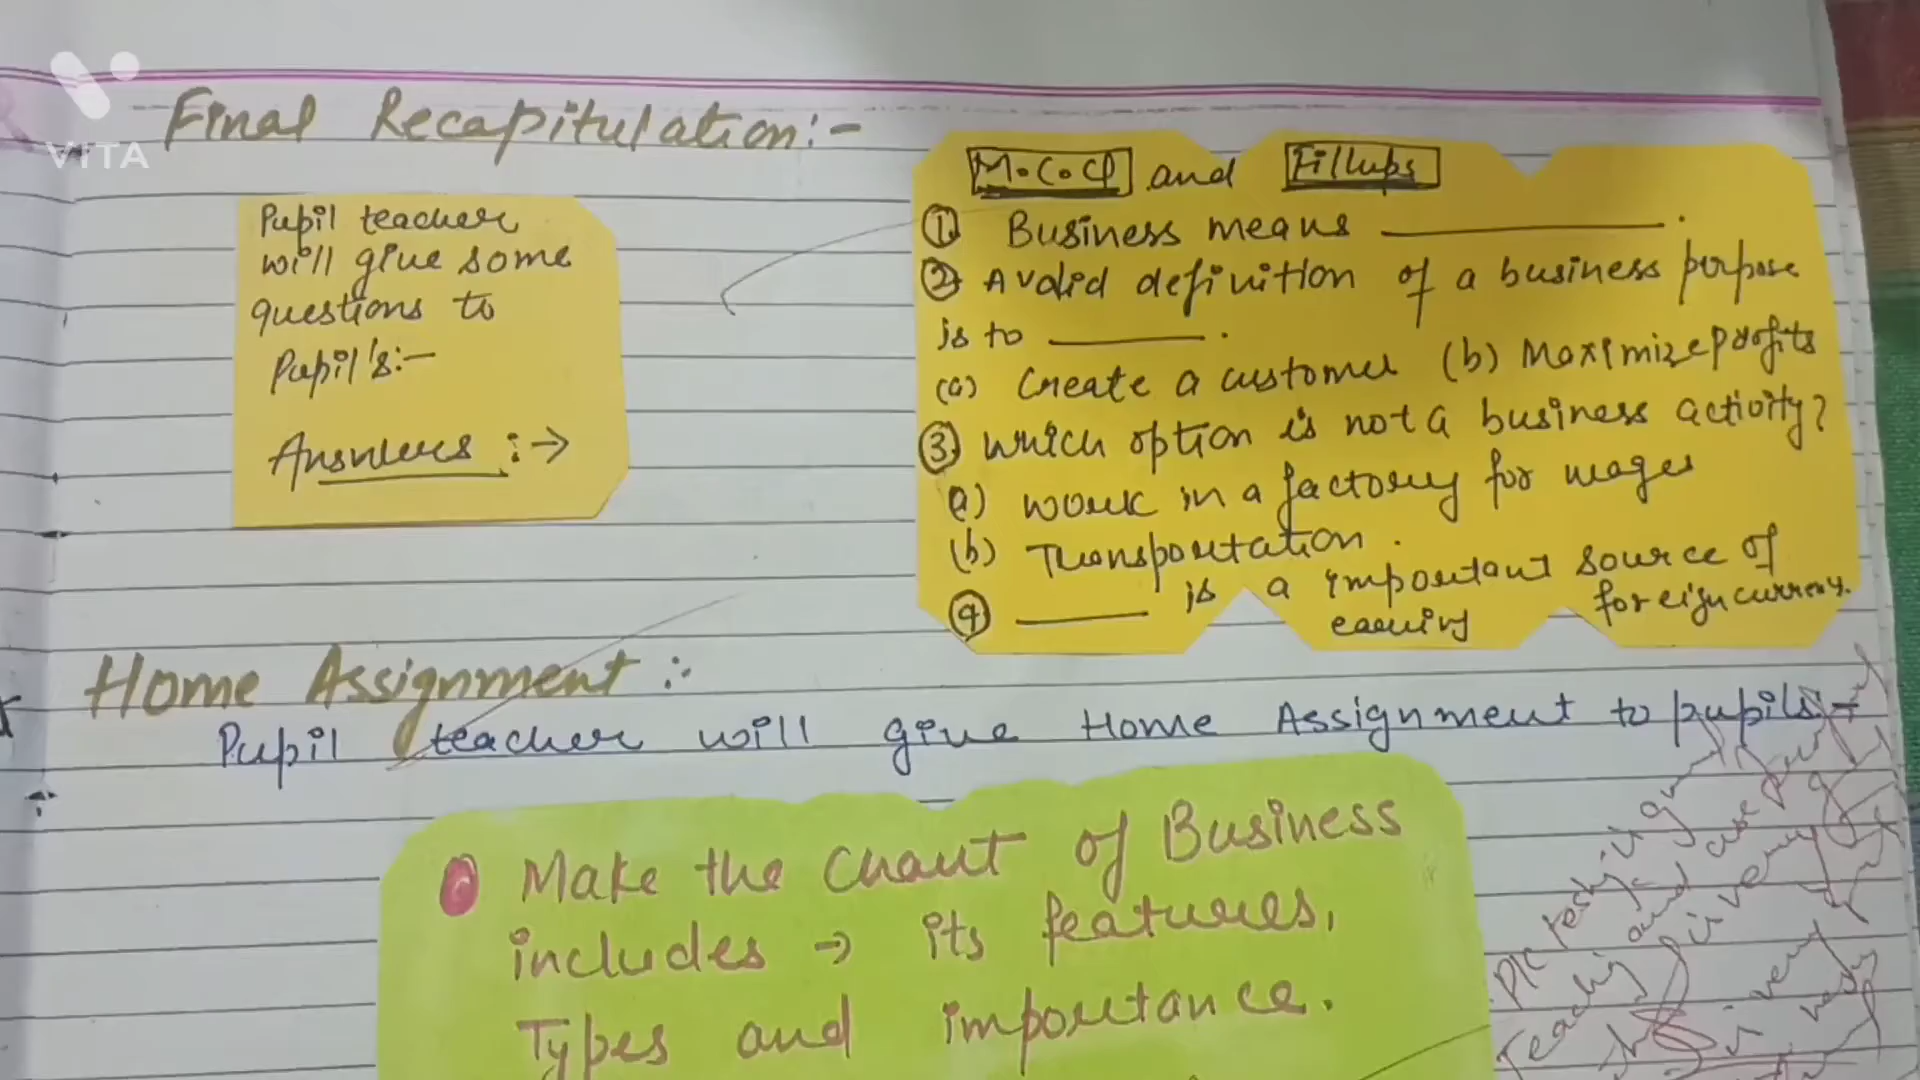 VITA
Final Recapitulation:-
Pupil teacher
will give some
questions to
Pupil's:-
Answers :→
M.C.Q and Fillups
① Business means ________.
② A valid definition of a business purpose
is to ________.
(a) Create a customer (b) Maximize profits
③ Which option is not a business activity?
(a) work in a factory for wages
(b) Transportation.
④ ________ is a important source of
earning foreign currency.
Home Assignment :-
Pupil teacher will give Home Assignment to pupils:-
Make the Chart of Business
includes → its features,
Types and importance.